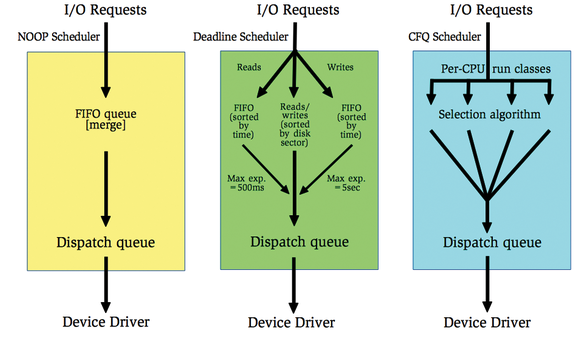 I/O Requests
NOOP Scheduler
FIFO queue
[merge]
Dispatch queue
Device Driver
I/O Requests
Deadline Scheduler
Reads
Writes
FIFO
(sorted
by
time)
Reads/
writes
(sorted
by disk
sector)
FIFO
(sorted
by
time)
Max exp.
=500ms
Max exp.
=5sec
Dispatch queue
Device Driver
I/O Requests
CFQ Scheduler
Per-CPU run classes
Selection algorithm
Dispatch queue
Device Driver